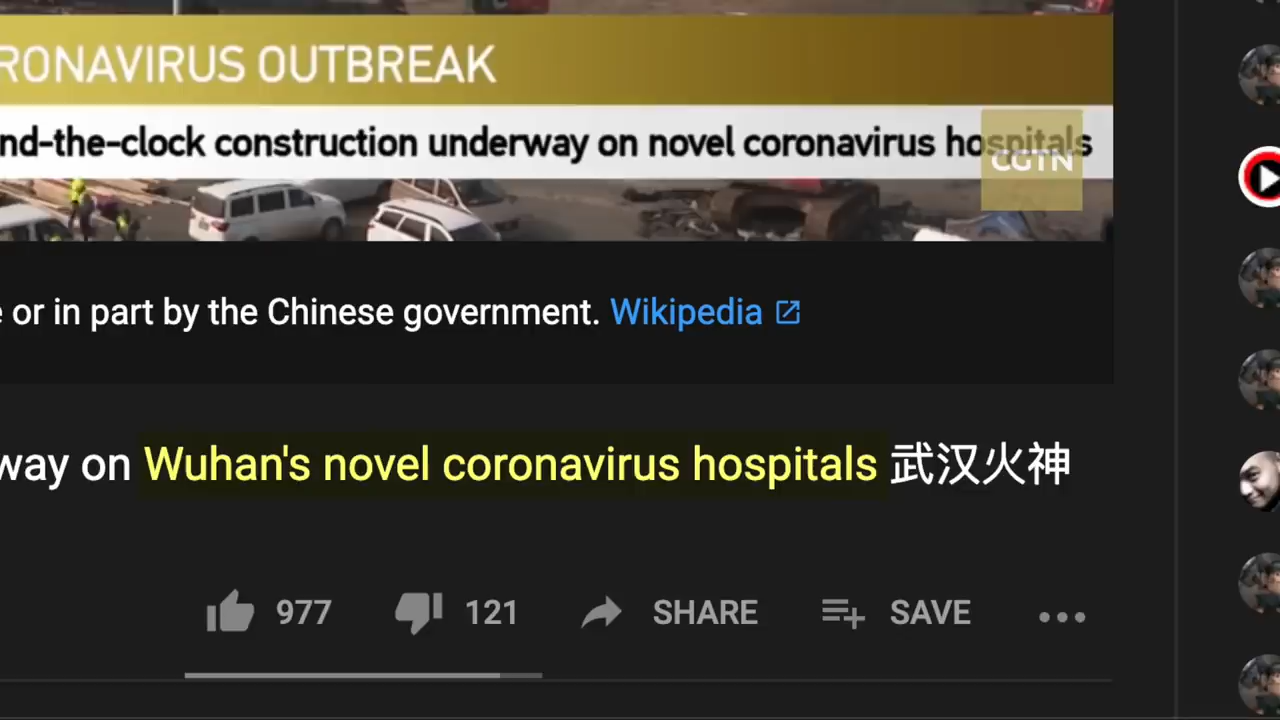 RONAVIRUS OUTBREAK
nd-the-clock construction underway on novel coronavirus hospitals
CGTN
e or in part by the Chinese government. Wikipedia
way on Wuhan's novel coronavirus hospitals 武汉火神
977 121 SHARE SAVE